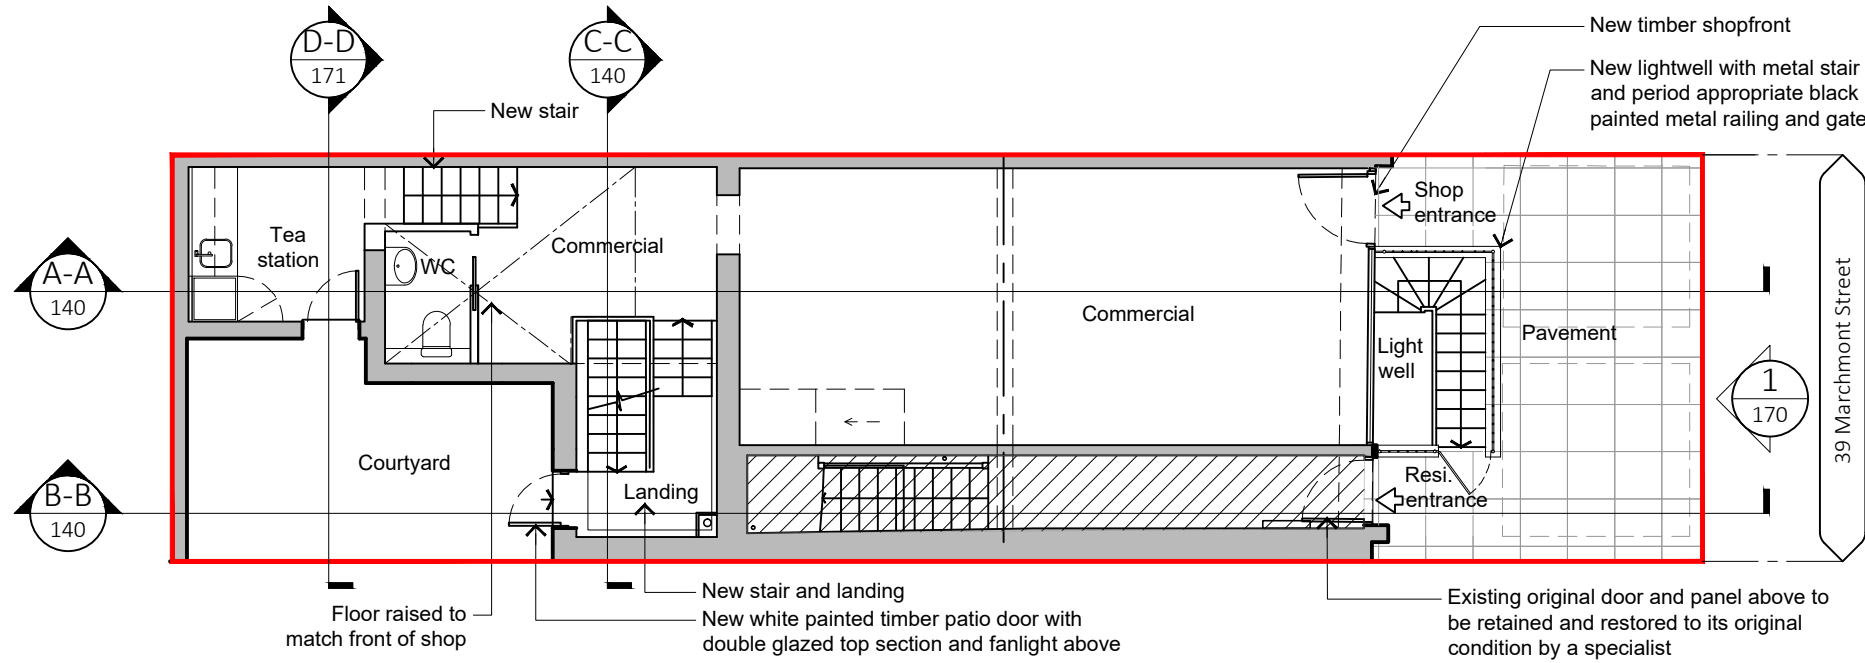 D-D
171
C-C
140
New stair
New timber shopfront
New lightwell with metal stair
and period appropriate black
painted metal railing and gate
Tea
station
WC
Commercial
Shop
entrance
A-A
140
Commercial
Light
well
Pavement
1
170
39 Marchmont Street
Courtyard
B-B
140
Landing
Resi.
entrance
Floor raised to
match front of shop
New stair and landing
New white painted timber patio door with
double glazed top section and fanlight above
Existing original door and panel above to
be retained and restored to its original
condition by a specialist